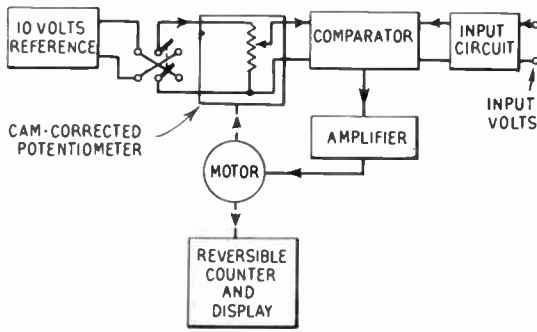 10 VOLTS
REFERENCE
COMPARATOR
INPUT
CIRCUIT
INPUT
VOLTS
CAM-CORRECTED
POTENTIOMETER
AMPLIFIER
MOTOR
REVERSIBLE
COUNTER
AND
DISPLAY